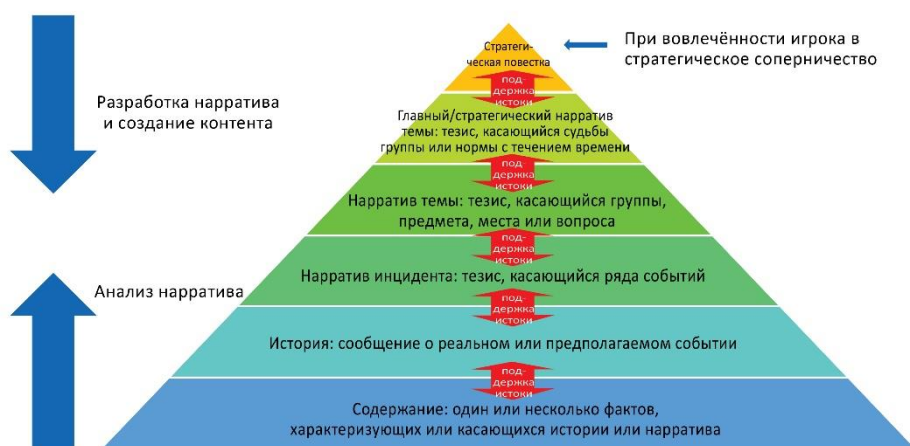 Стратеги-
ческая повестка
При вовлечённости игрока в
стратегическое соперничество
под-
держка
истоки
Разработка нарратива
и создание контента
Главный/стратегический нарратив
темы: тезис, касающийся судьбы
группы или нормы с течением времени
под-
держка
истоки
Нарратив темы: тезис, касающийся группы,
предмета, места или вопроса
под-
держка
истоки
Анализ нарратива
Нарратив инцидента: тезис, касающийся ряда событий
под-
держка
истоки
История: сообщение о реальном или предполагаемом событии
под-
держка
истоки
Содержание: один или несколько фактов,
характеризующих или касающихся истории или нарратива